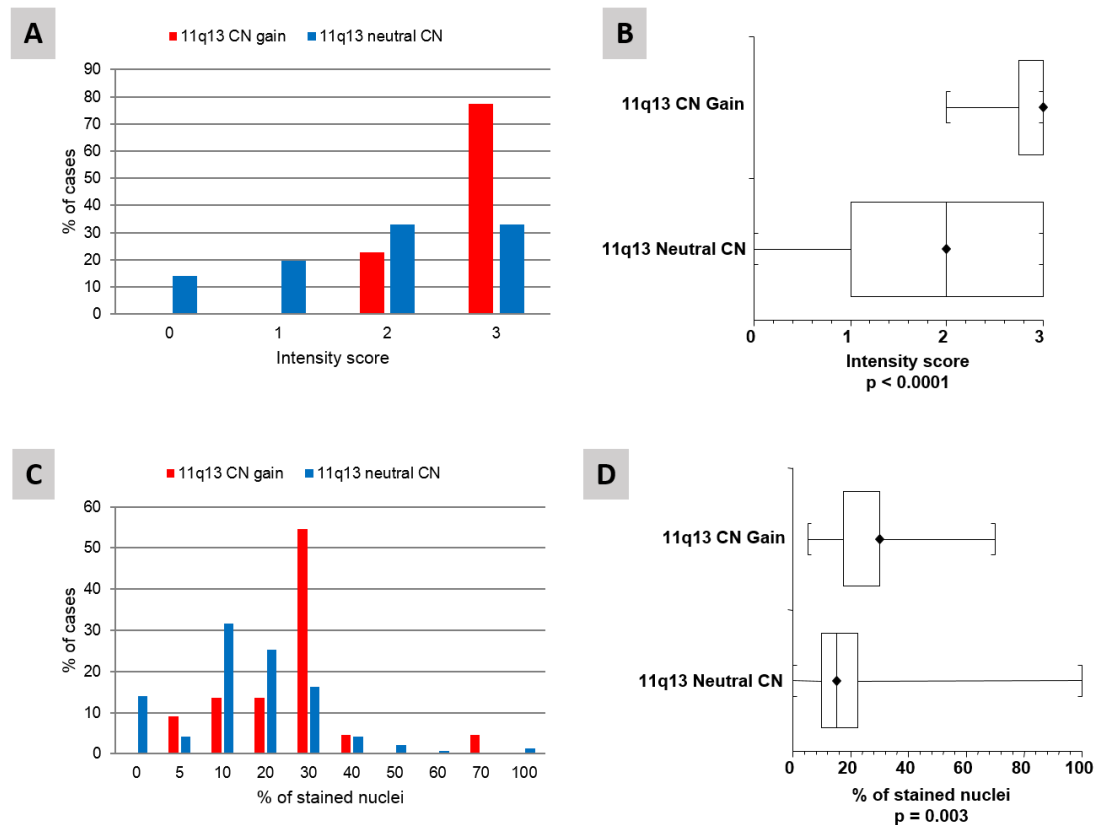 A
11q13 CN gain 11q13 neutral CN
90
80
70
60
50
40
30
20
10
0
% of cases
0 1 2 3
Intensity score
B
11q13 CN Gain
11q13 Neutral CN
0 1 2 3
Intensity score
p < 0.0001
C
11q13 CN gain 11q13 neutral CN
60
50
40
30
20
10
0
% of cases
0 5 10 20 30 40 50 60 70 100
% of stained nuclei
D
11q13 CN Gain
11q13 Neutral CN
0 20 40 60 80 100
% of stained nuclei
p = 0.003